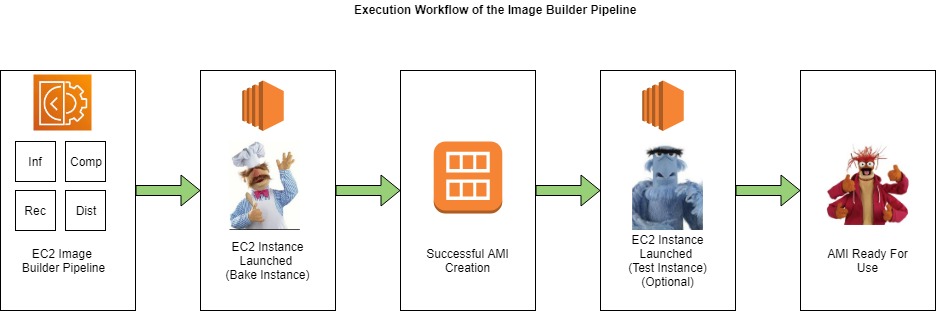 Execution Workflow of the Image Builder Pipeline
Inf
Comp
Rec
Dist
EC2 Image
Builder Pipeline
EC2 Instance
Launched
(Bake Instance)
Successful AMI
Creation
EC2 Instance
Launched
(Test Instance)
(Optional)
AMI Ready For
Use